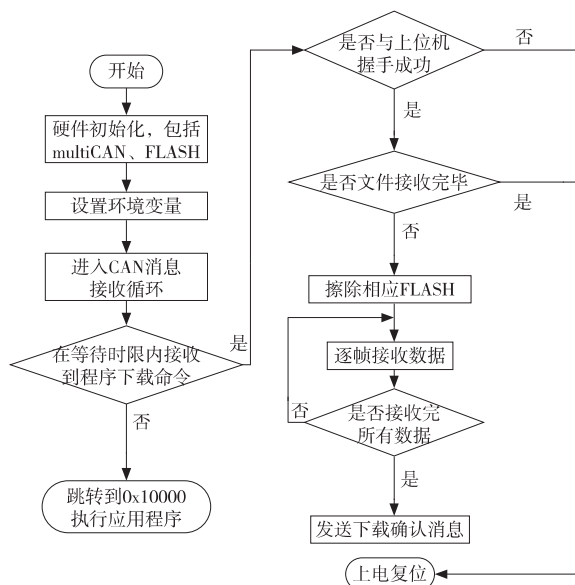 开始
硬件初始化，包括
multiCAN、FLASH
设置环境变量
进入CAN消息
接收循环
在等待时限内接收
到程序下载命令
是
否
跳转到0x10000
执行应用程序
是否与上位机
握手成功
否
是
是否文件接收完毕
是
否
擦除相应FLASH
逐帧接收数据
是否接收完
所有数据
否
是
发送下载确认消息
上电复位